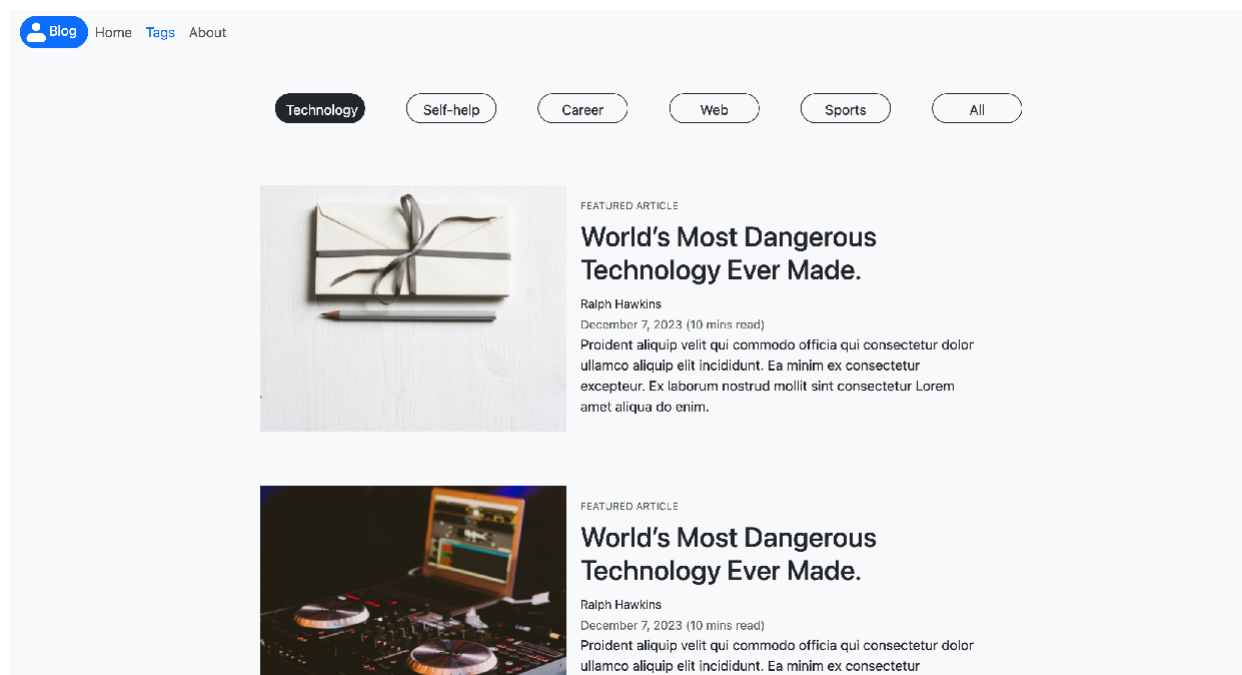 Blog Home Tags About
Technology Self-help Career Web Sports All
FEATURED ARTICLE
World's Most Dangerous
Technology Ever Made.
Ralph Hawkins
December 7, 2023 (10 mins read)
Proident aliquip velit qui commodo officia qui consectetur dolor
ullamco aliquip elit incididunt. Ea minim ex consectetur
excepteur. Ex laborum nostrud mollit sint consectetur Lorem
amet aliqua do enim.
FEATURED ARTICLE
World's Most Dangerous
Technology Ever Made.
Ralph Hawkins
December 7, 2023 (10 mins read)
Proident aliquip velit qui commodo officia qui consectetur dolor
ullamco aliquip elit incididunt. Ea minim ex consectetur